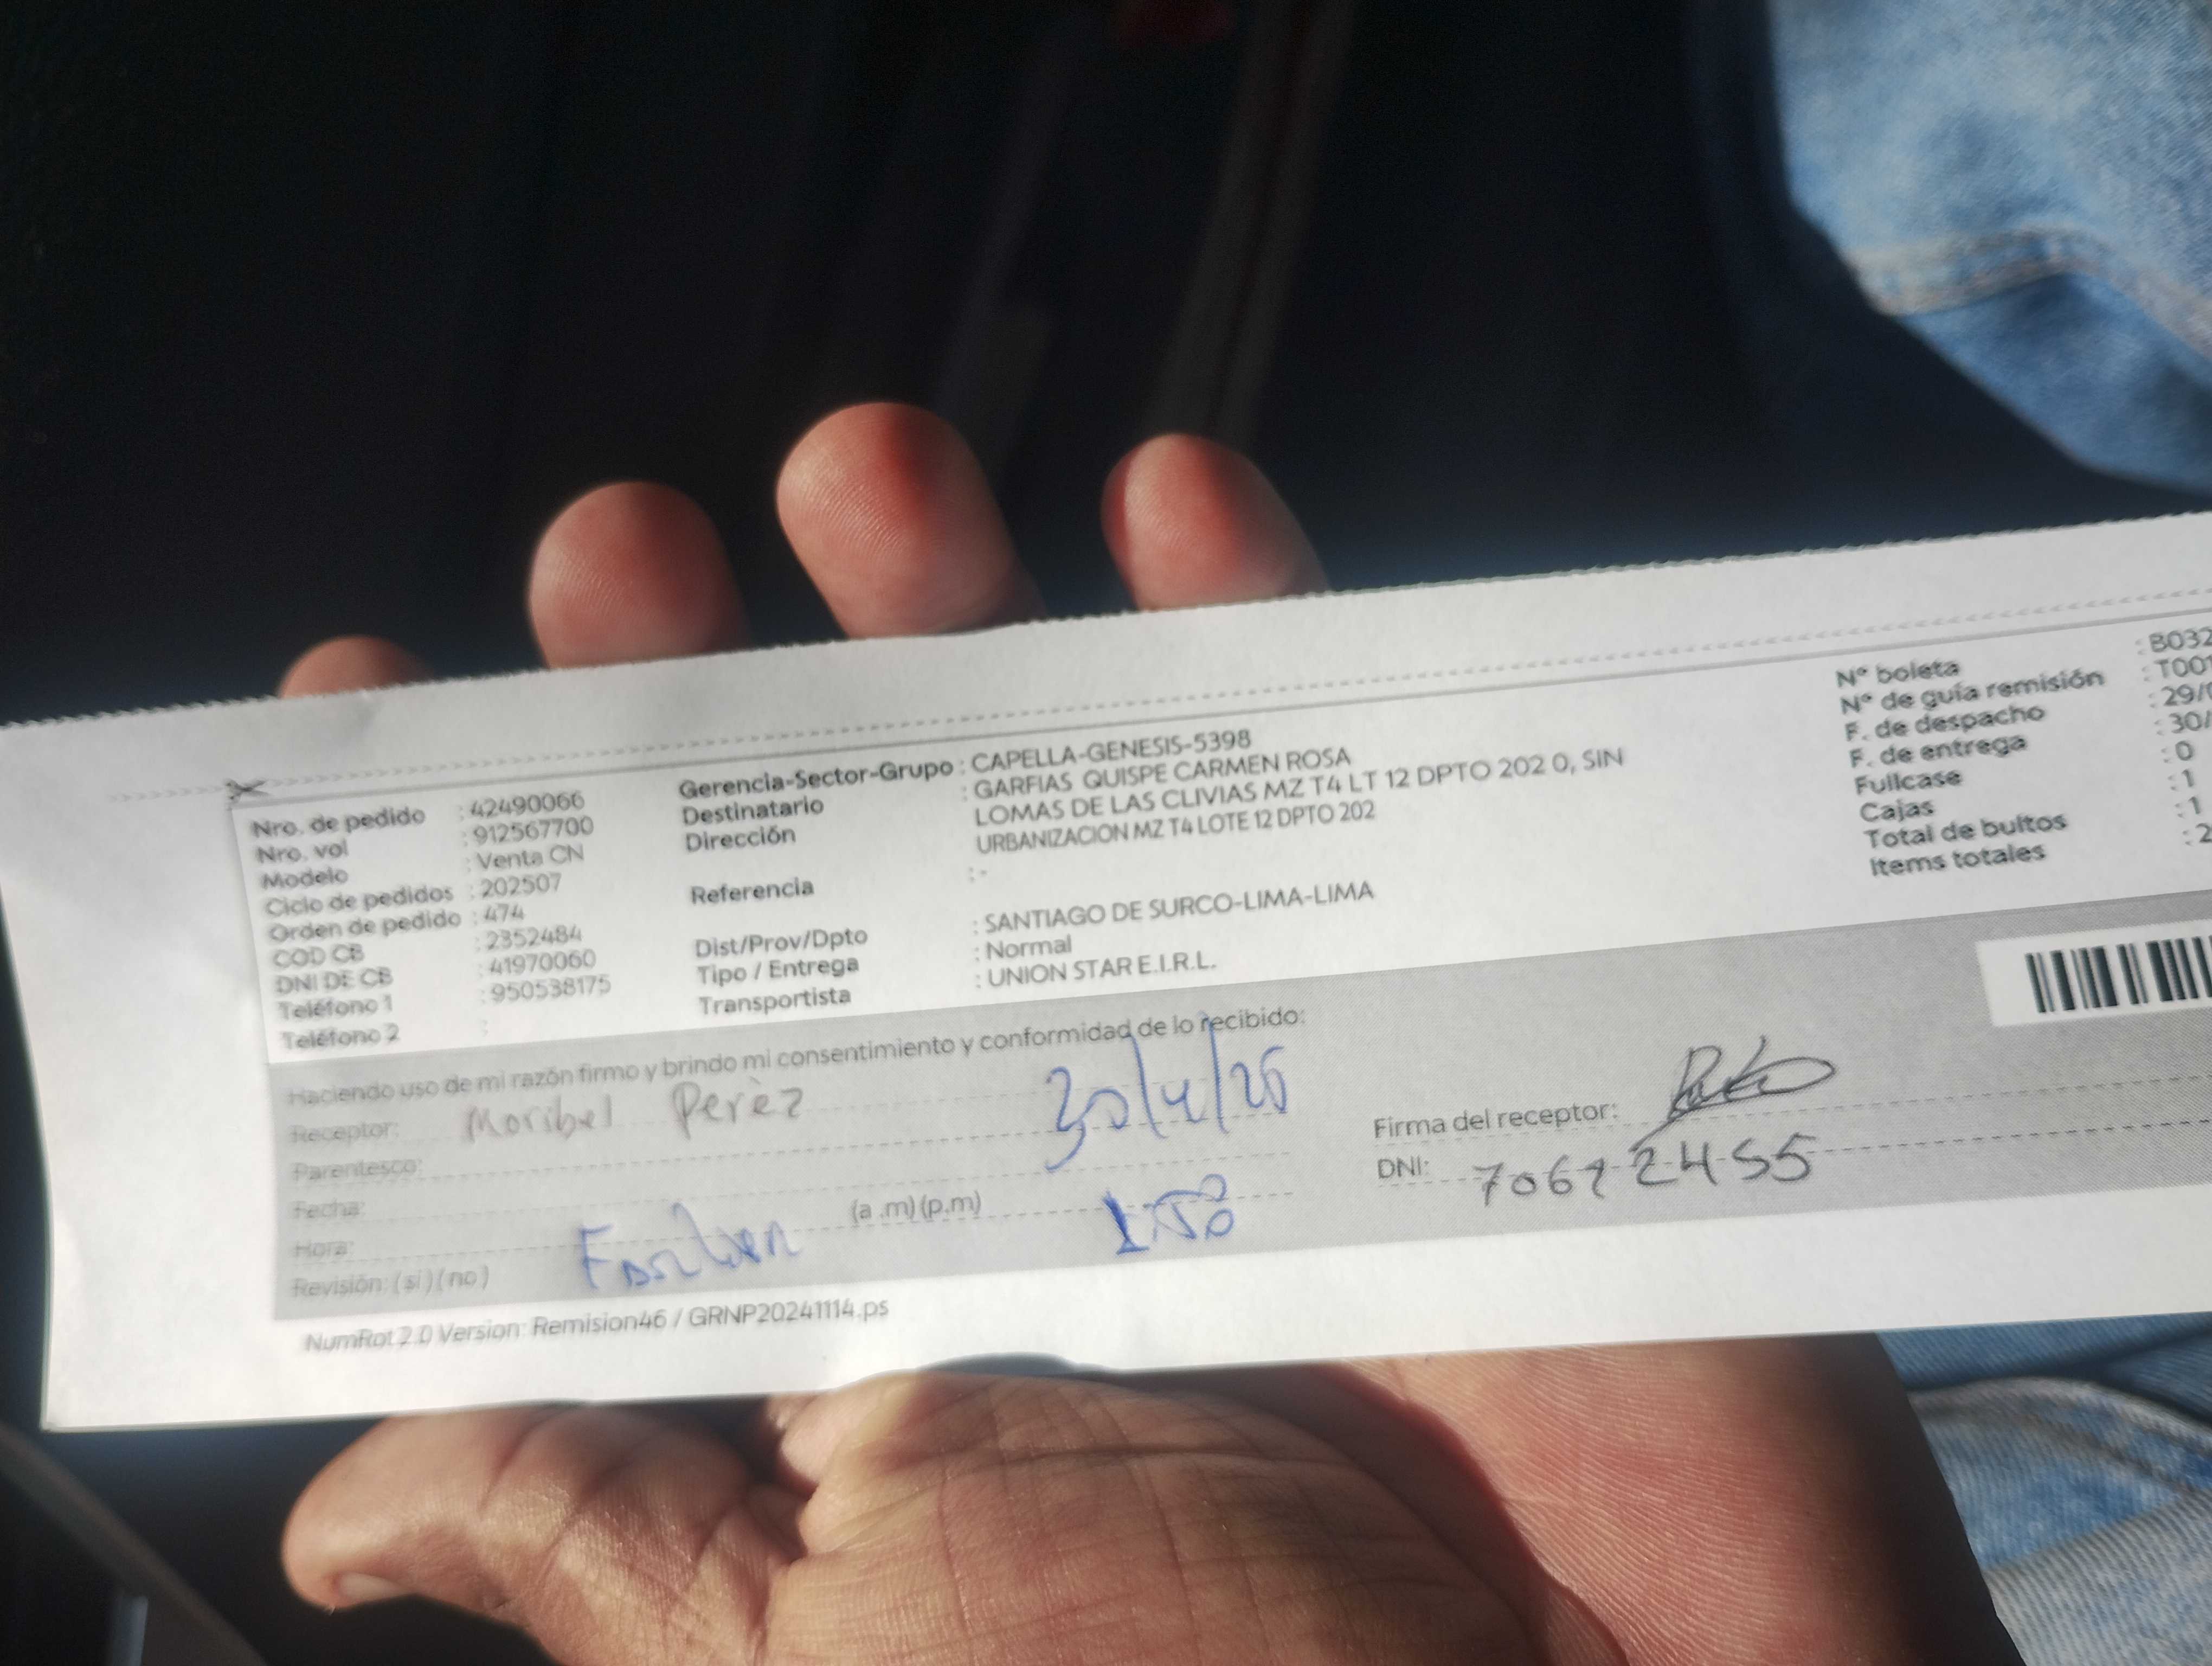 Nro. de pedido : 42490066
Nro. vol : 912567700
Modelo : Venta CN
Ciclo de pedidos : 202507
Orden de pedido : 474
COD CB : 2352484
DNI DE CB : 41970060
Teléfono 1 : 950538175
Teléfono 2 :
Gerencia-Sector-Grupo : CAPELLA-GENESIS-5398
Destinatario : GARFIAS QUISPE CARMEN ROSA
Dirección LOMAS DE LAS CLIVIAS MZ T4 LT 12 DPTO 202 0, SIN
URBANIZACION MZ T4 LOTE 12 DPTO 202
Referencia : -
Dist/Prov/Dpto : SANTIAGO DE SURCO-LIMA-LIMA
Tipo / Entrega : Normal
Transportista : UNION STAR E.I.R.L.
N° boleta : B032
N° de guía remisión : T001
F. de despacho : 29/0
F. de entrega : 30/
Fullcase : 0
Cajas : 1
Total de bultos : 1
Items totales : 2
Haciendo uso de mi razón firmo y brindo mi consentimiento y conformidad de lo recibido:
Receptor: Moribel Perez
Parentesco:
Fecha: 30/4/25
Hora: (a .m) (p.m) 1:50
Revisión: ( si ) ( no )
Firma del receptor:
DNI: 70612455
NumRot 2.0 Version: Remision46 / GRNP20241114.ps